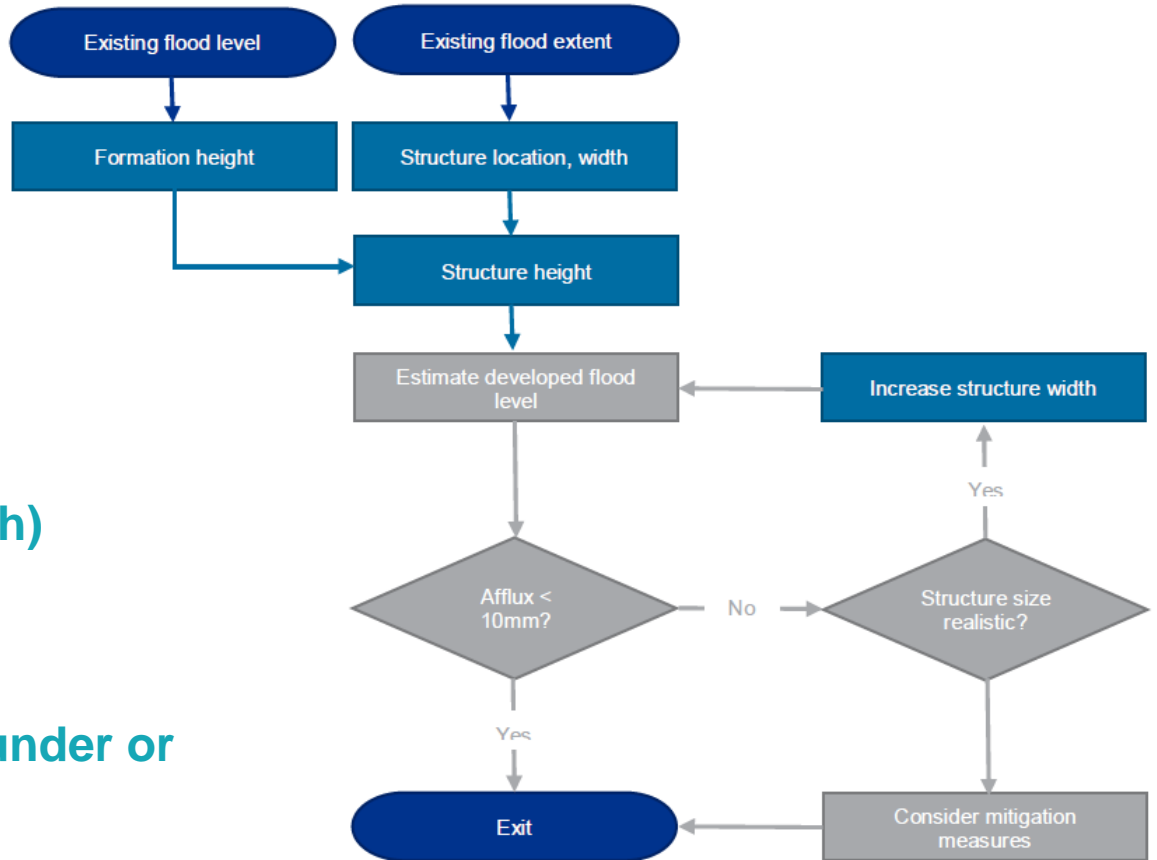 Existing flood level
Existing flood extent
Formation height
Structure location, width
Structure height
Estimate developed flood
level
Increase structure width
Yes
h)
Afflux <
10mm?
No
Structure size
realistic?
under or
Yes
Exit
Consider mitigation
measures